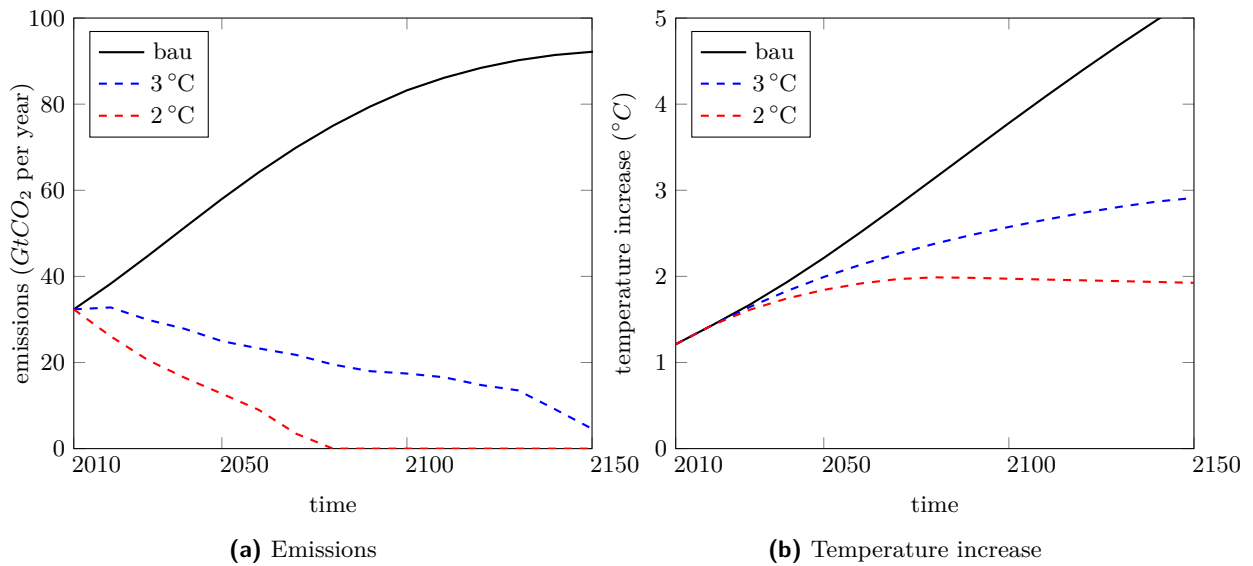 100
80
60
40
20
0
2010 2050 2100 2150
time
emissions (GtCO₂ per year)
bau
3 °C
2 °C
(a) Emissions
5
4
3
2
1
0
2010 2050 2100 2150
time
temperature increase (°C)
bau
3 °C
2 °C
(b) Temperature increase